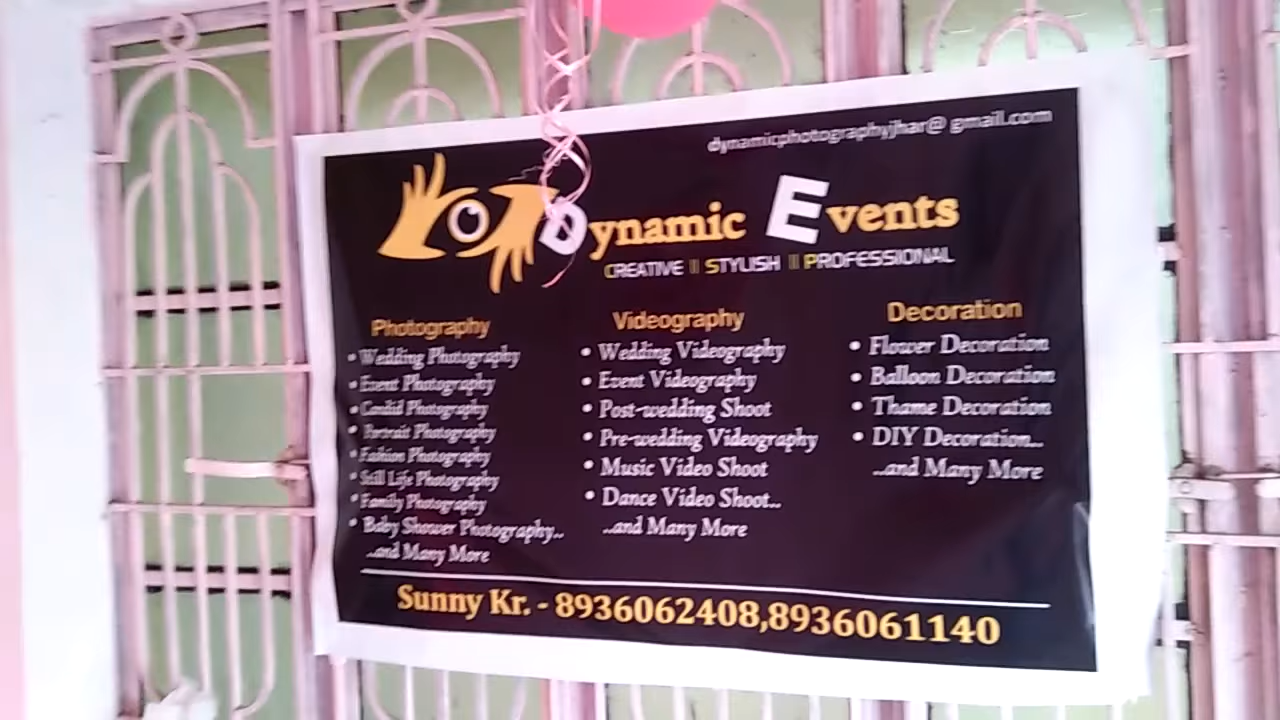 dynamicphotographyjhar@ gmail.com
Dynamic Events
CREATIVE || STYLISH || PROFESSIONAL
Photography
• Wedding Photography
• Event Photography
• Candid Photography
• Portrait Photography
• Fashion Photography
• Still Life Photography
• Family Photography
• Baby Shower Photography..
..and Many More
Videography
• Wedding Videography
• Event Videography
• Post-wedding Shoot
• Pre-wedding Videography
• Music Video Shoot
• Dance Video Shoot..
..and Many More
Decoration
• Flower Decoration
• Balloon Decoration
• Thame Decoration
• DIY Decoration...
..and Many More
Sunny Kr. - 8936062408,8936061140